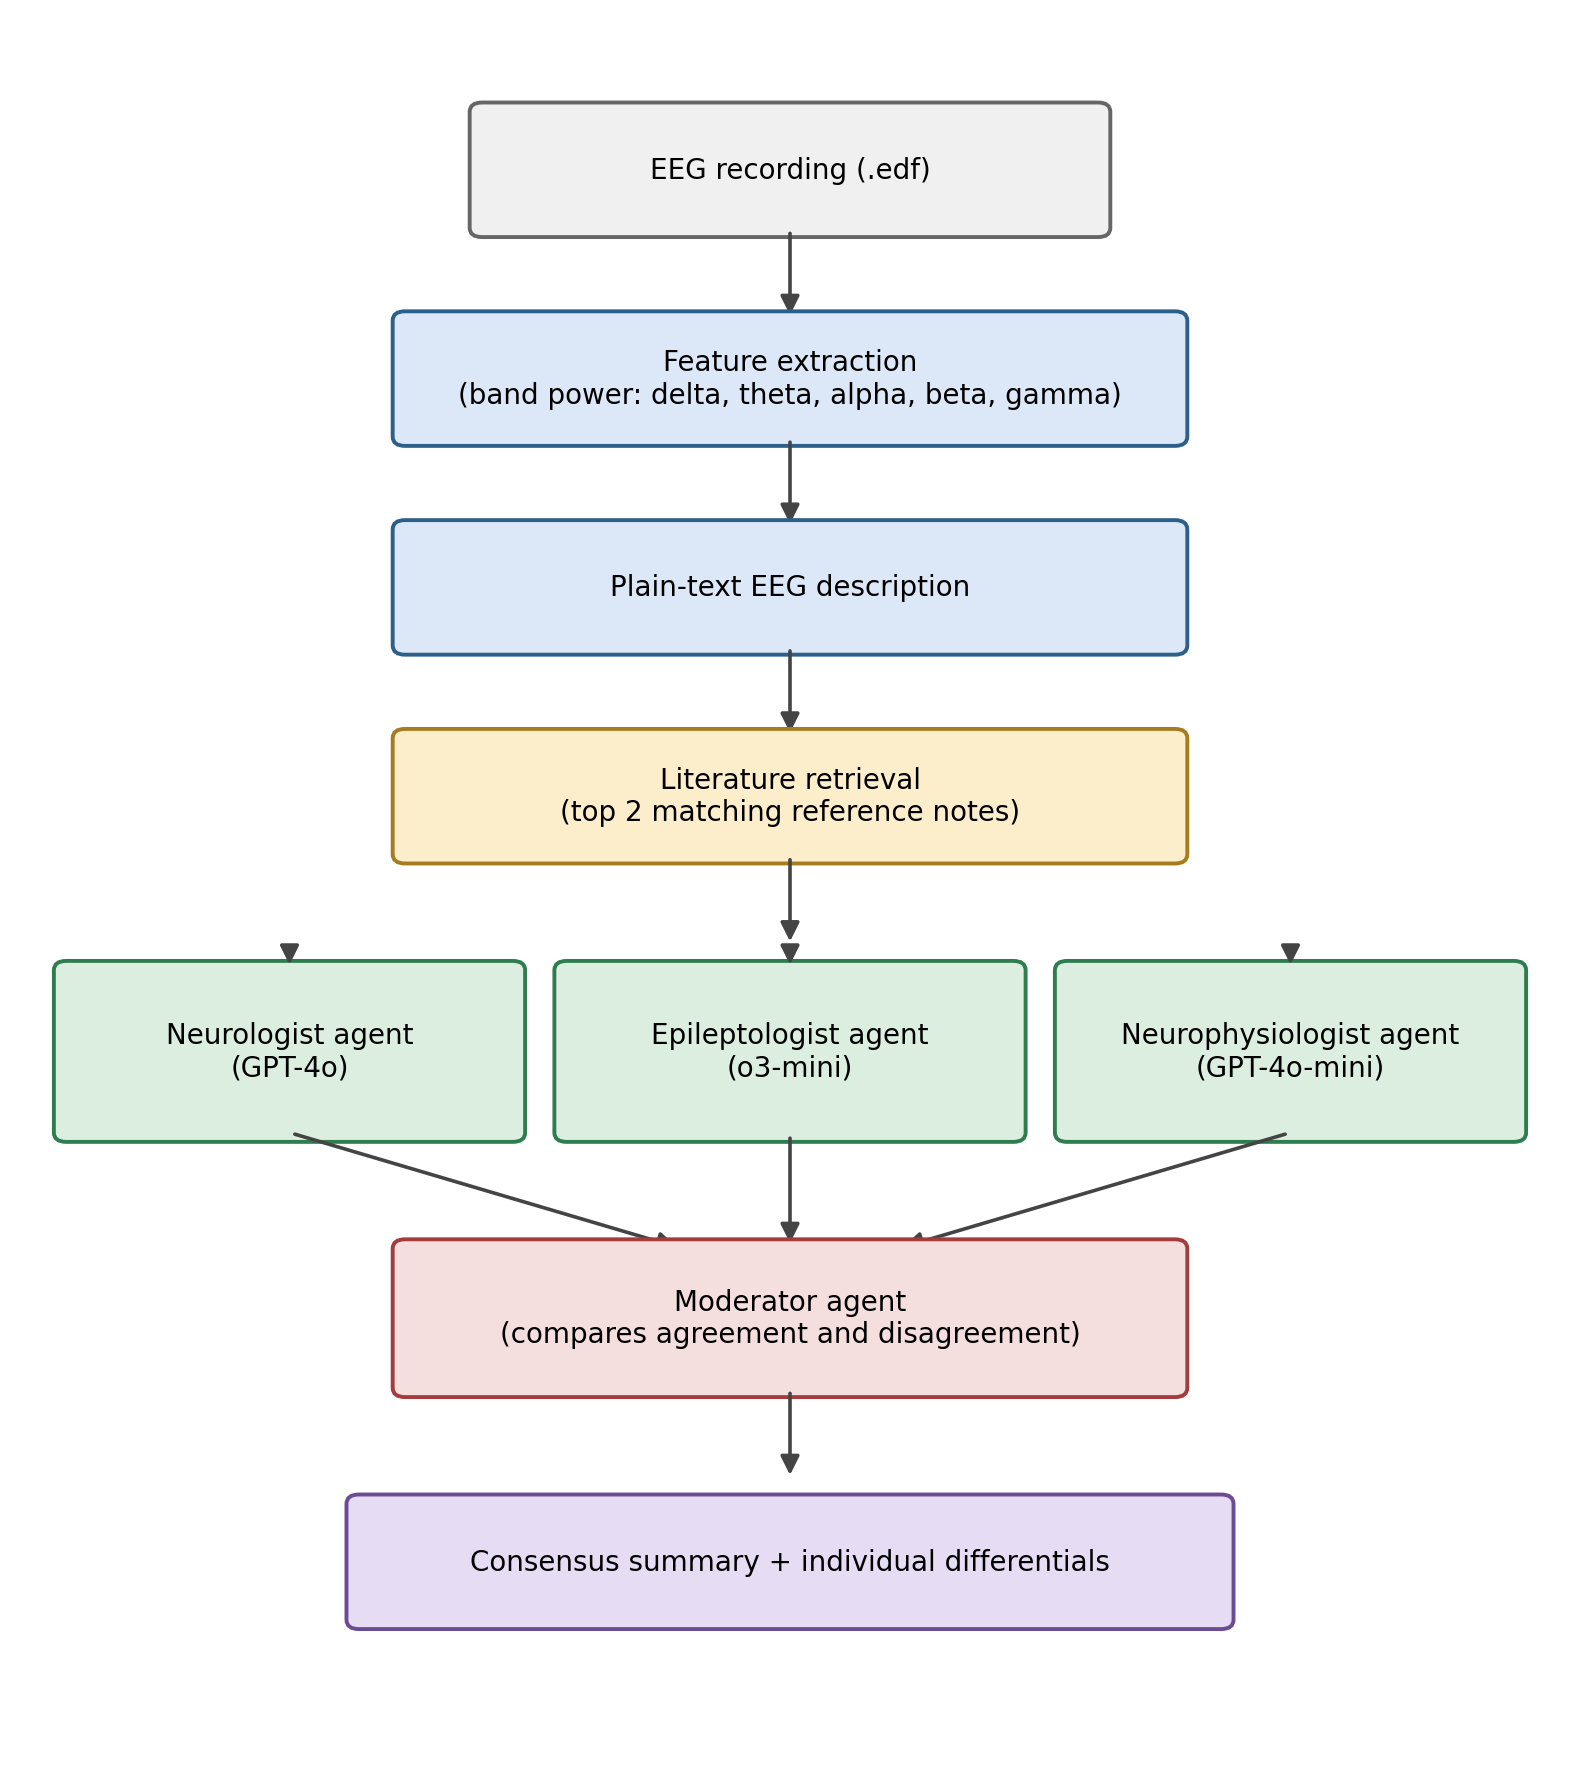 EEG recording (.edf)
Feature extraction
(band power: delta, theta, alpha, beta, gamma)
Plain-text EEG description
Literature retrieval
(top 2 matching reference notes)
Neurologist agent
(GPT-4o)
Epileptologist agent
(o3-mini)
Neurophysiologist agent
(GPT-4o-mini)
Moderator agent
(compares agreement and disagreement)
Consensus summary + individual differentials